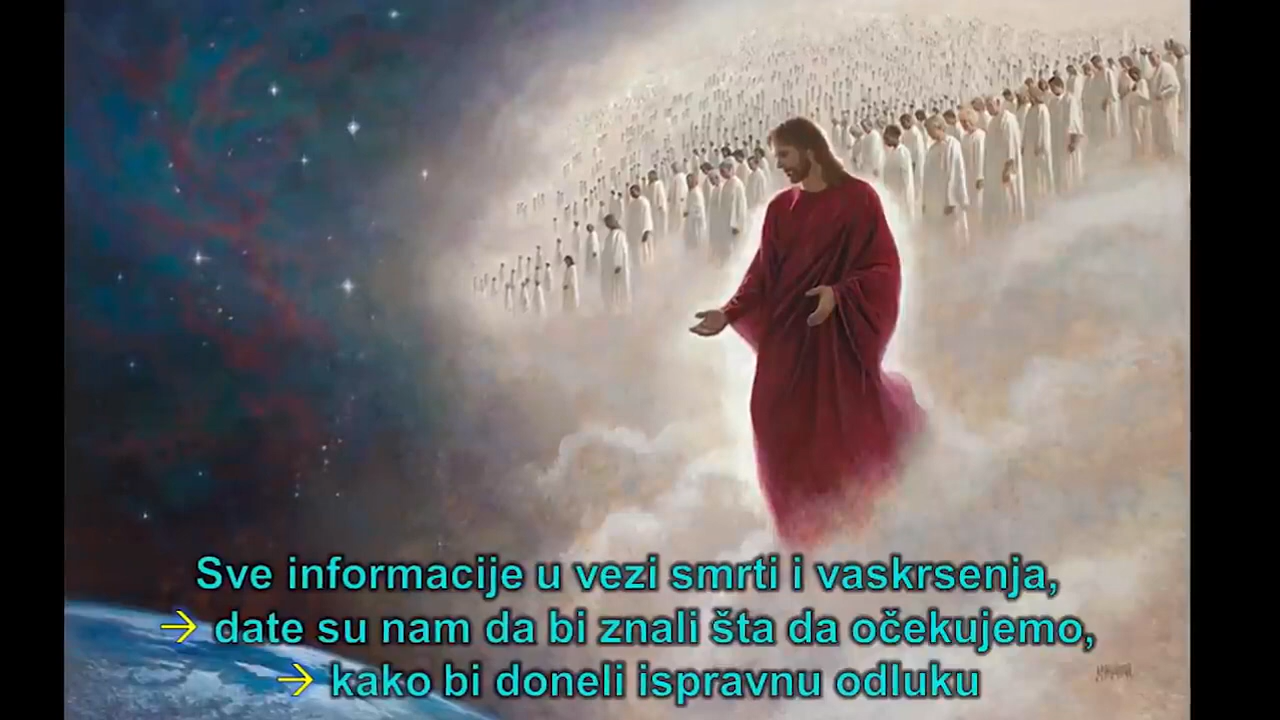 Sve informacije u vezi smrti i vaskrsenja,
→ date su nam da bi znali šta da očekujemo,
→ kako bi doneli ispravnu odluku